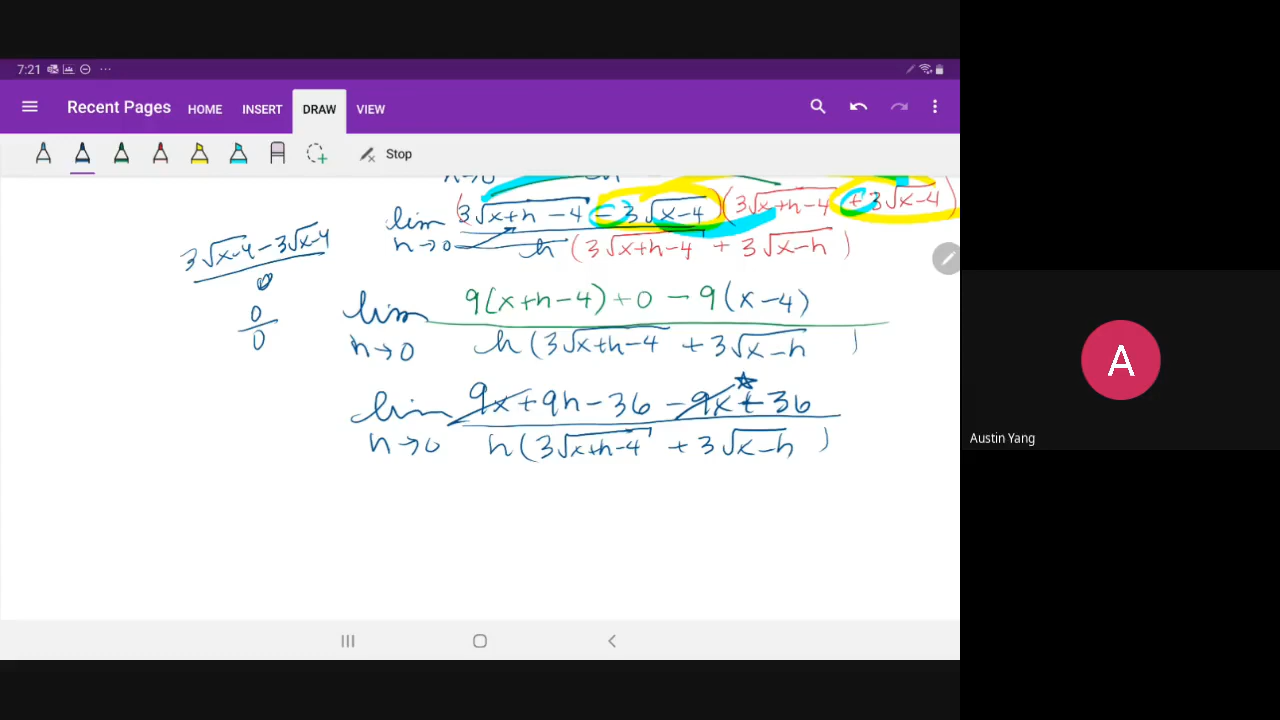 7:21
Recent Pages HOME INSERT DRAW VIEW
Stop
lim h→0 (3√(x+h-4) - 3√(x-4))(3√(x+h-4) + 3√(x-4))
h (3√(x+h-4) + 3√(x-h))
3√(x-4) - 3√(x-4)
0
0
0
lim h→0 9(x+h-4) + 0 - 9(x-4)
h (3√(x+h-4) + 3√(x-h))
lim h→0 9x + 9h - 36 - 9x + 36
h (3√(x+h-4) + 3√(x-h))
A
Austin Yang